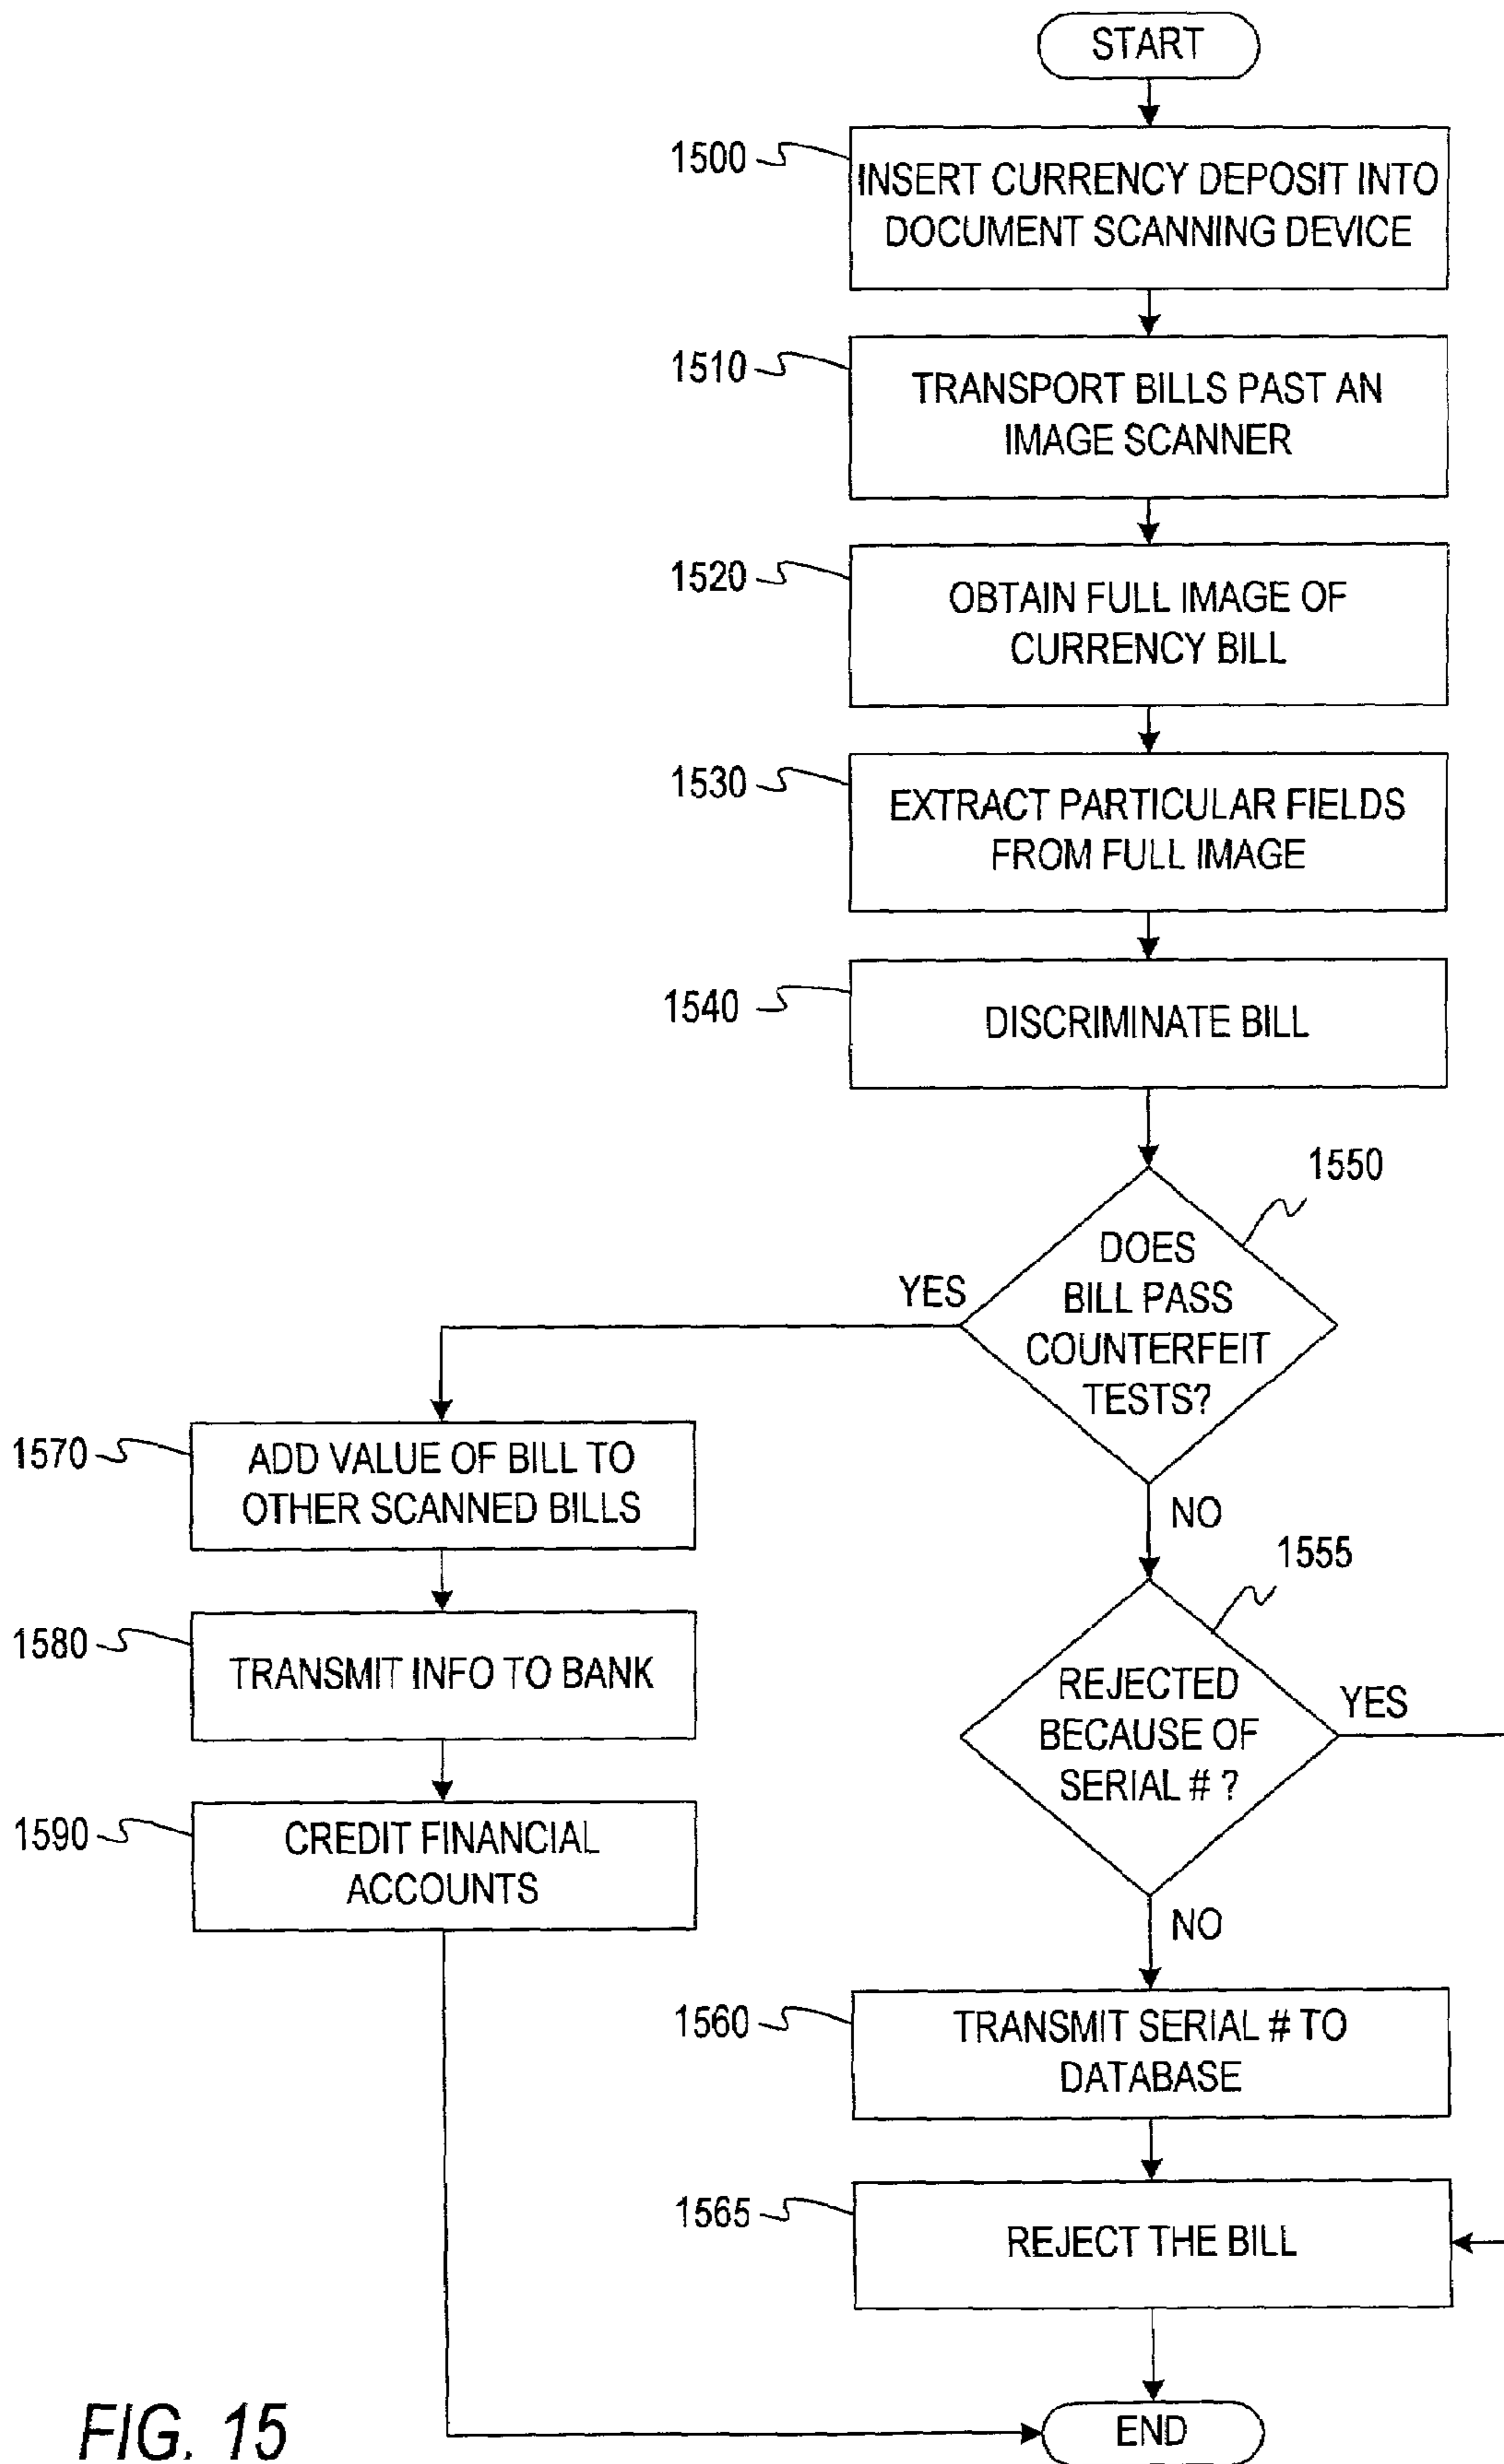 START
1500
INSERT CURRENCY DEPOSIT INTO
DOCUMENT SCANNING DEVICE
1510
TRANSPORT BILLS PAST AN
IMAGE SCANNER
1520
OBTAIN FULL IMAGE OF
CURRENCY BILL
1530
EXTRACT PARTICULAR FIELDS
FROM FULL IMAGE
1540
DISCRIMINATE BILL
1550
DOES
BILL PASS
COUNTERFEIT
TESTS?
YES
NO
1570
ADD VALUE OF BILL TO
OTHER SCANNED BILLS
1580
TRANSMIT INFO TO BANK
1590
CREDIT FINANCIAL
ACCOUNTS
1555
REJECTED
BECAUSE OF
SERIAL # ?
YES
NO
1560
TRANSMIT SERIAL # TO
DATABASE
1565
REJECT THE BILL
END
FIG. 15